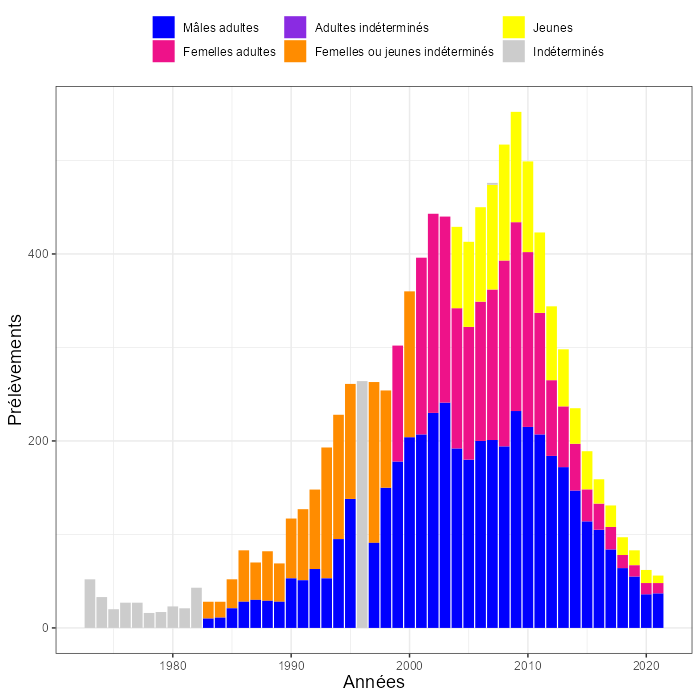 Mâles adultes
Adultes indéterminés
Jeunes
Femelles adultes
Femelles ou jeunes indéterminés
Indéterminés
Prélèvements
400
200
0
1980
1990
2000
2010
2020
Années